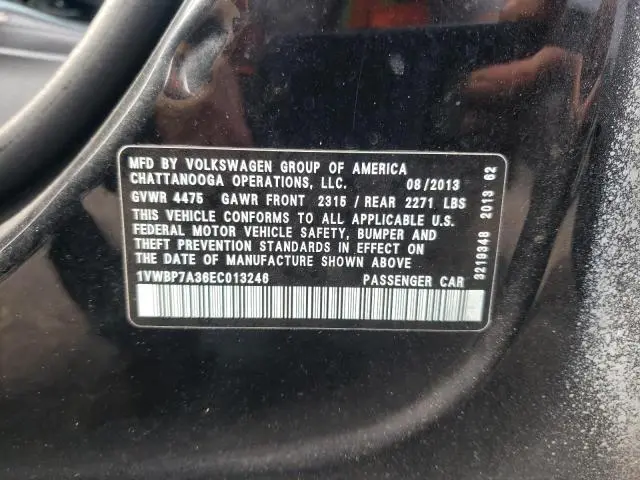 MFD BY VOLKSWAGEN GROUP OF AMERICA
CHATTANOOGA OPERATIONS, LLC. 08/2013
GVWR 4475 GAWR FRONT 2315 / REAR 2271 LBS
THIS VEHICLE CONFORMS TO ALL APPLICABLE U.S.
FEDERAL MOTOR VEHICLE SAFETY, BUMPER AND
THEFT PREVENTION STANDARDS IN EFFECT ON
THE DATE OF MANUFACTURE SHOWN ABOVE
1VWBP7A36EC013246 PASSENGER CAR
3219348 2013 62